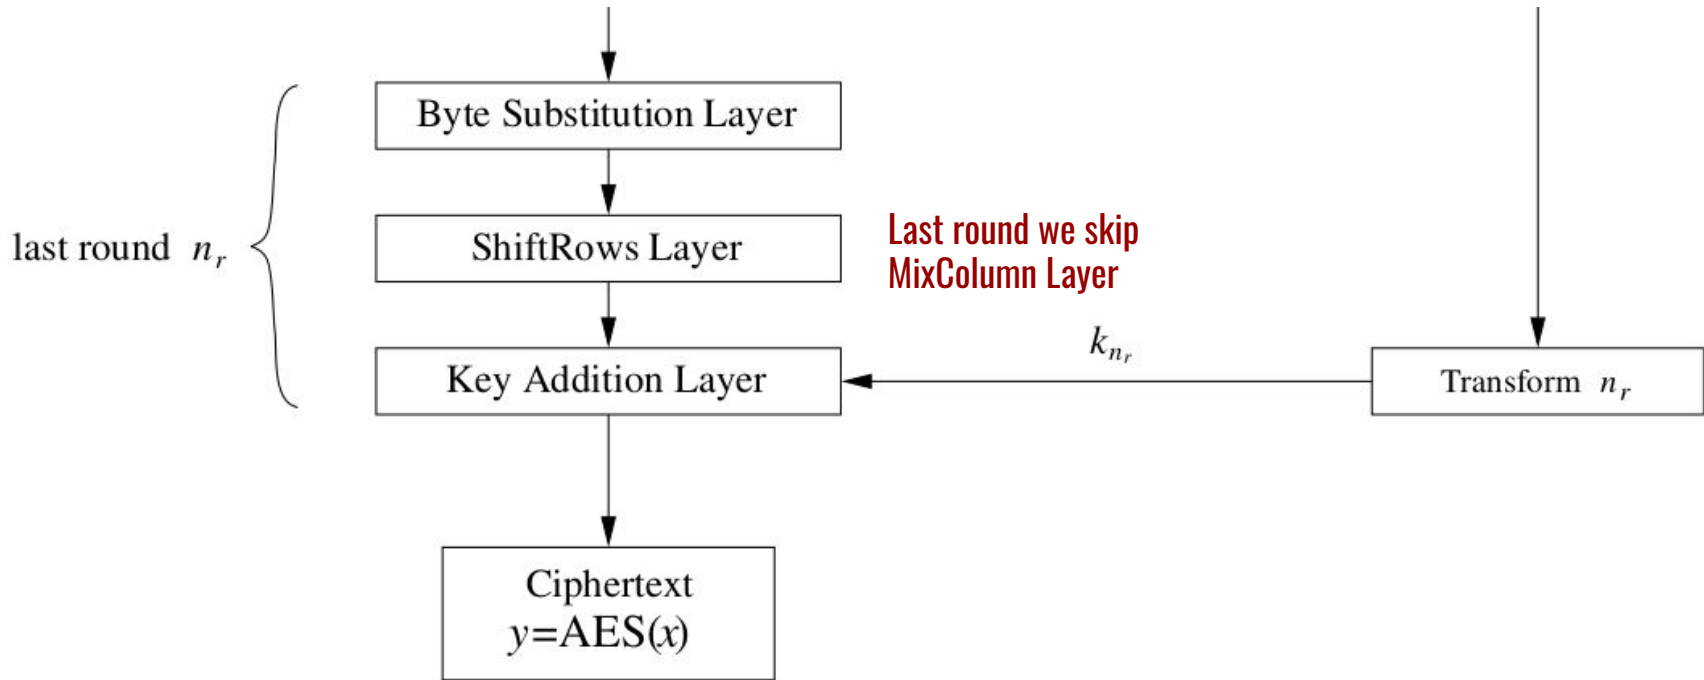 Byte Substitution Layer
last round n_r
ShiftRows Layer
Last round we skip
MixColumn Layer
k_{n_r}
Key Addition Layer
Transform n_r
Ciphertext
y=AES(x)